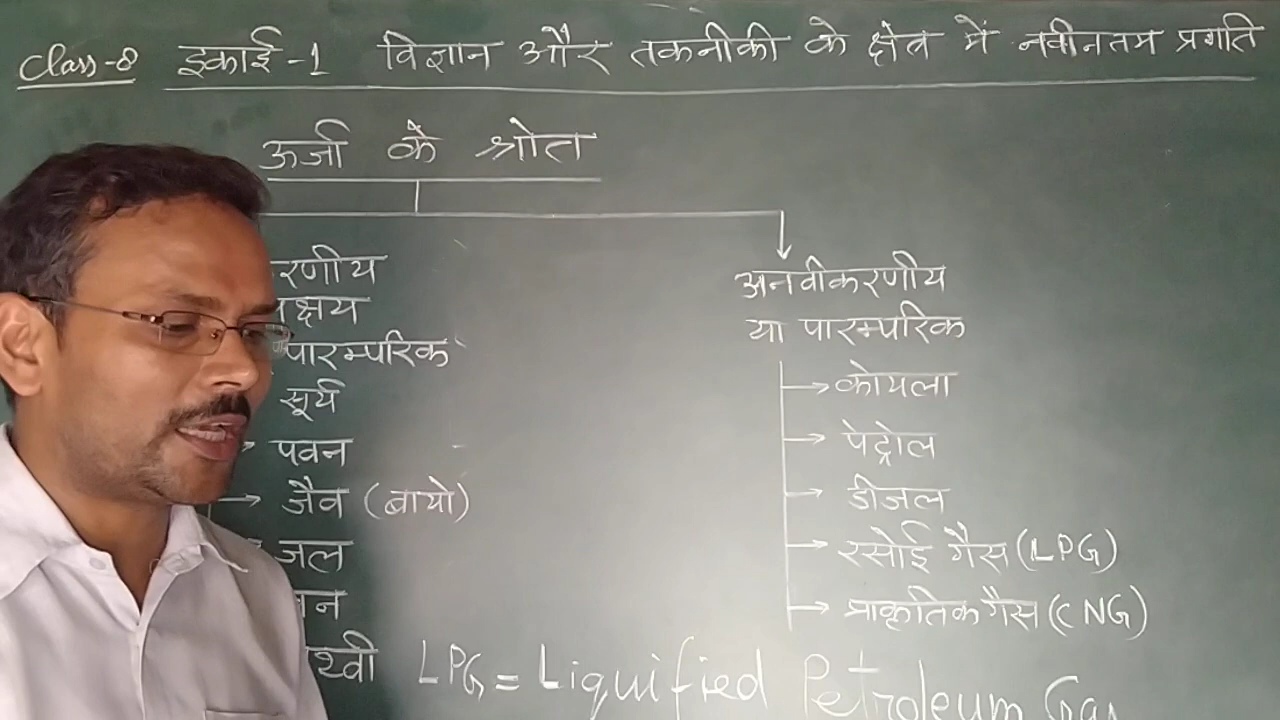 Class-8 इकाई-1 विज्ञान और तकनीकी के क्षेत्र में नवीनतम प्रगति
ऊर्जा के श्रोत
रणीय
क्षय
पारम्परिक
सूर्य
पवन
जैव (बायो)
जल
थ्वी
अनवीकरणीय
या पारम्परिक
कोयला
पेट्रोल
डीजल
रसोई गैस (LPG)
प्राकृतिक गैस (CNG)
LPG = Liquified Petroleum Gas